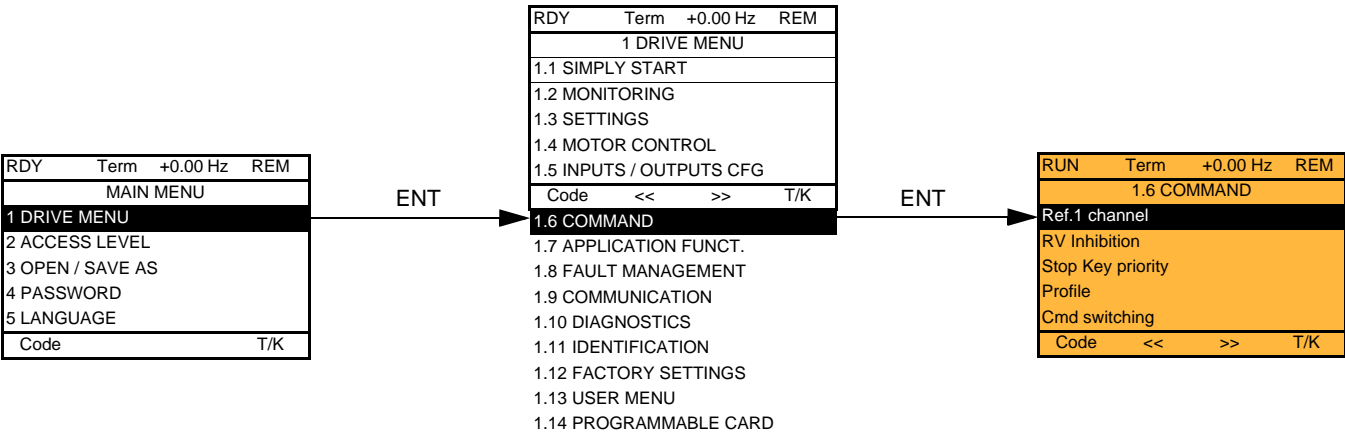 RDY Term +0.00 Hz REM
MAIN MENU
1 DRIVE MENU
2 ACCESS LEVEL
3 OPEN / SAVE AS
4 PASSWORD
5 LANGUAGE
Code T/K
ENT
RDY Term +0.00 Hz REM
1 DRIVE MENU
1.1 SIMPLY START
1.2 MONITORING
1.3 SETTINGS
1.4 MOTOR CONTROL
1.5 INPUTS / OUTPUTS CFG
Code << >> T/K
1.6 COMMAND
1.7 APPLICATION FUNCT.
1.8 FAULT MANAGEMENT
1.9 COMMUNICATION
1.10 DIAGNOSTICS
1.11 IDENTIFICATION
1.12 FACTORY SETTINGS
1.13 USER MENU
1.14 PROGRAMMABLE CARD
ENT
RUN Term +0.00 Hz REM
1.6 COMMAND
Ref.1 channel
RV Inhibition
Stop Key priority
Profile
Cmd switching
Code << >> T/K